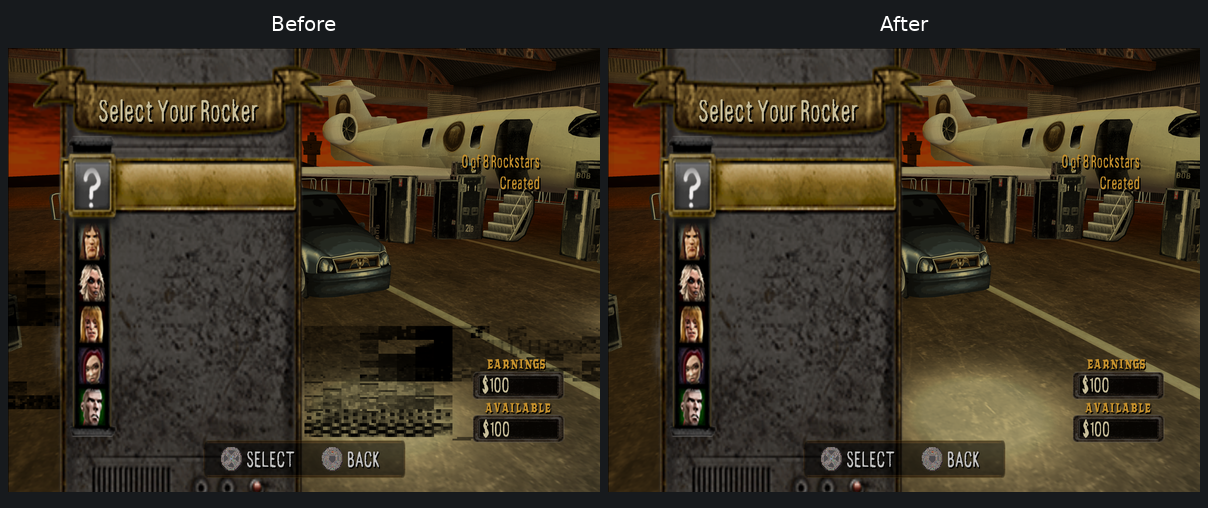 Before
After
Select Your Rocker
0 of 8 Rockstars
Created
?
EARNINGS
$100
AVAILABLE
$100
SELECT
BACK
Select Your Rocker
0 of 8 Rockstars
Created
?
EARNINGS
$100
AVAILABLE
$100
SELECT
BACK